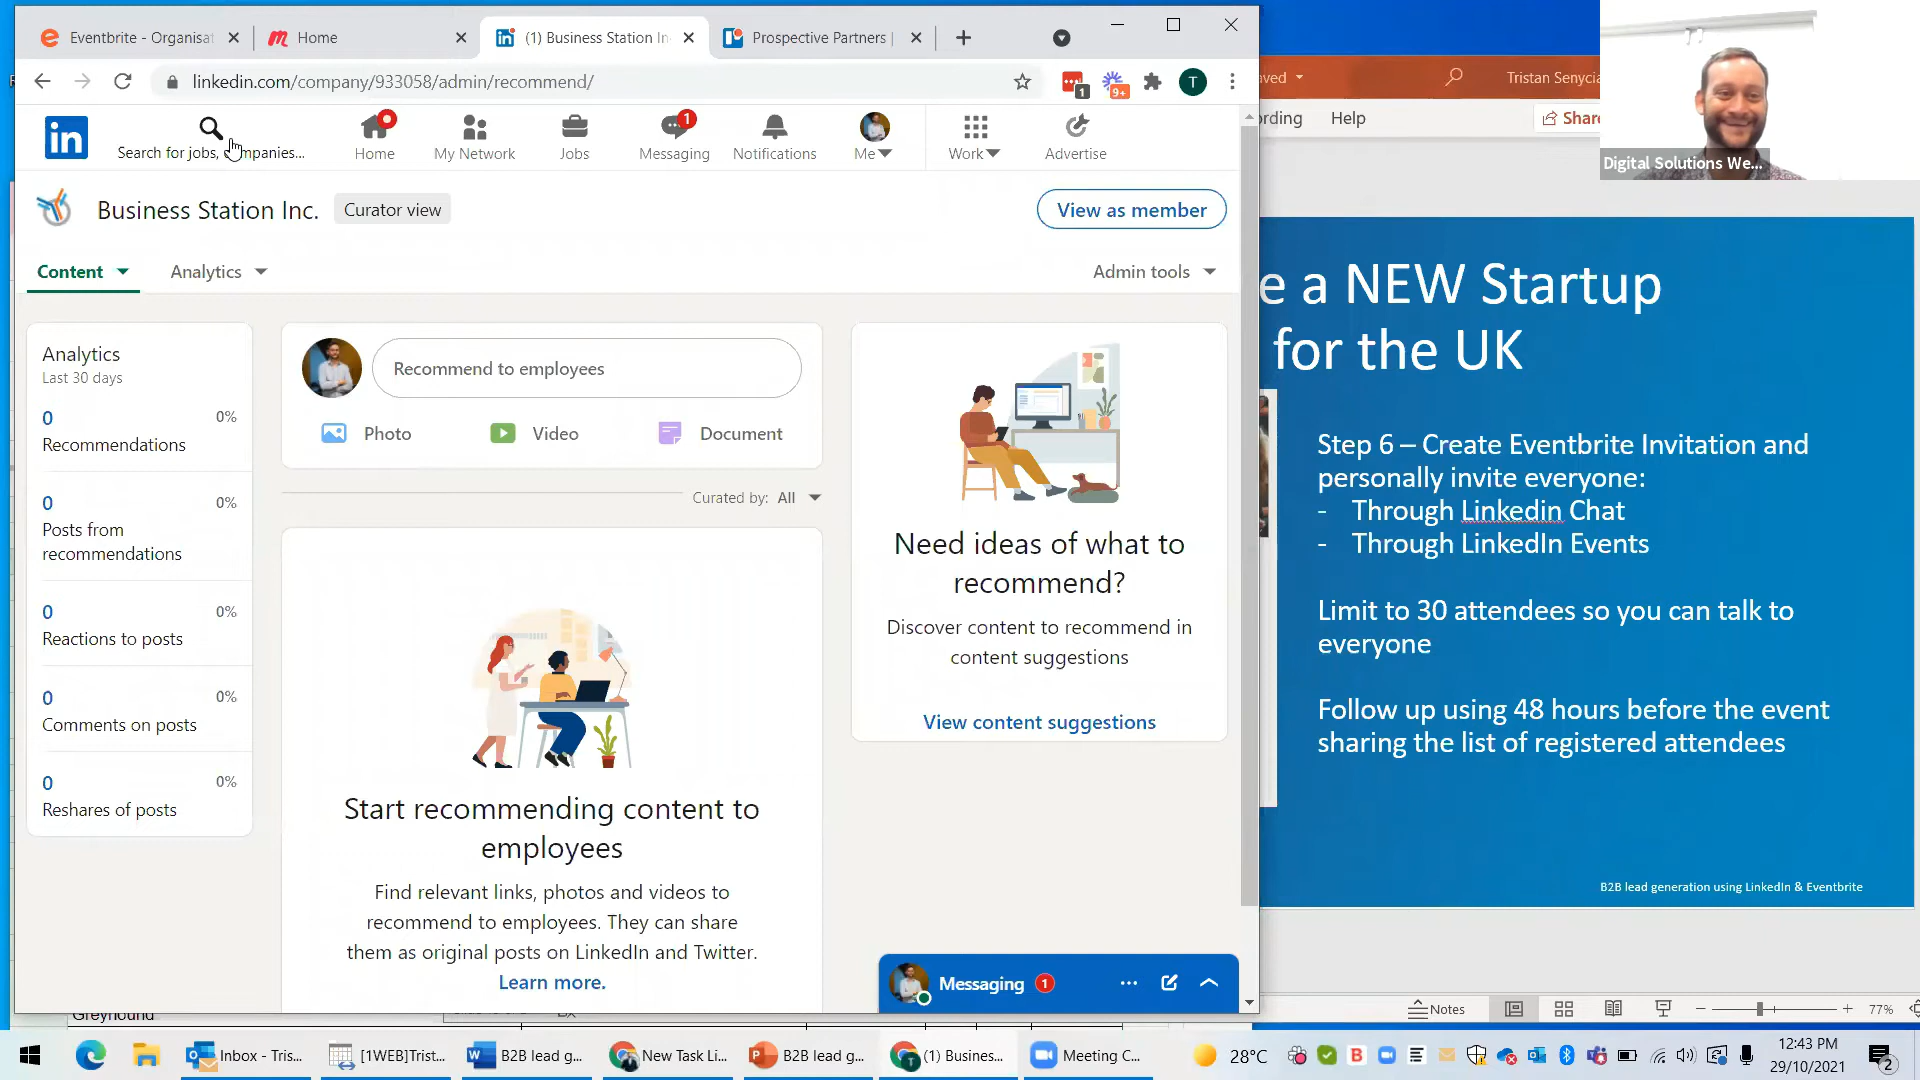 Eventbrite - Organisat
Home
(1) Business Station In
Prospective Partners |
linkedin.com/company/933058/admin/recommend/
1
9+
T
in
Search for jobs, companies...
Home
My Network
Jobs
1
Messaging
Notifications
Me
Work
Advertise
Business Station Inc.
Curator view
View as member
Content
Analytics
Admin tools
Analytics
Last 30 days
0
0%
Recommendations
0
0%
Posts from
recommendations
0
0%
Reactions to posts
0
0%
Comments on posts
0
0%
Reshares of posts
Recommend to employees
Photo
Video
Document
Curated by: All
Start recommending content to
employees
Find relevant links, photos and videos to
recommend to employees. They can share
them as original posts on LinkedIn and Twitter.
Learn more.
Need ideas of what to
recommend?
Discover content to recommend in
content suggestions
View content suggestions
Messaging 1
Greyhound
aved
Tristan Senycia
ording
Help
Share
Digital Solutions We...
e a NEW Startup
for the UK
Step 6 – Create Eventbrite Invitation and
personally invite everyone:
- Through Linkedin Chat
- Through LinkedIn Events
Limit to 30 attendees so you can talk to
everyone
Follow up using 48 hours before the event
sharing the list of registered attendees
B2B lead generation using LinkedIn & Eventbrite
Notes
77%
Inbox - Tris...
[1WEB]Trist...
B2B lead g...
New Task Li...
B2B lead g...
(1) Busines...
Meeting C...
28°C
12:43 PM
29/10/2021
2